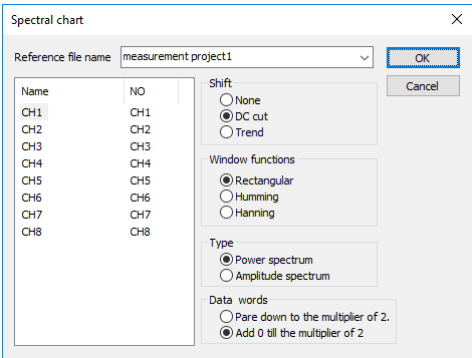 Spectral chart
Reference file name measurement project1 OK
Cancel
Name NO
CH1 CH1
CH2 CH2
CH3 CH3
CH4 CH4
CH5 CH5
CH6 CH6
CH7 CH7
CH8 CH8
Shift
None
DC cut
Trend
Window functions
Rectangular
Humming
Hanning
Type
Power spectrum
Amplitude spectrum
Data words
Pare down to the multiplier of 2.
Add 0 till the multiplier of 2